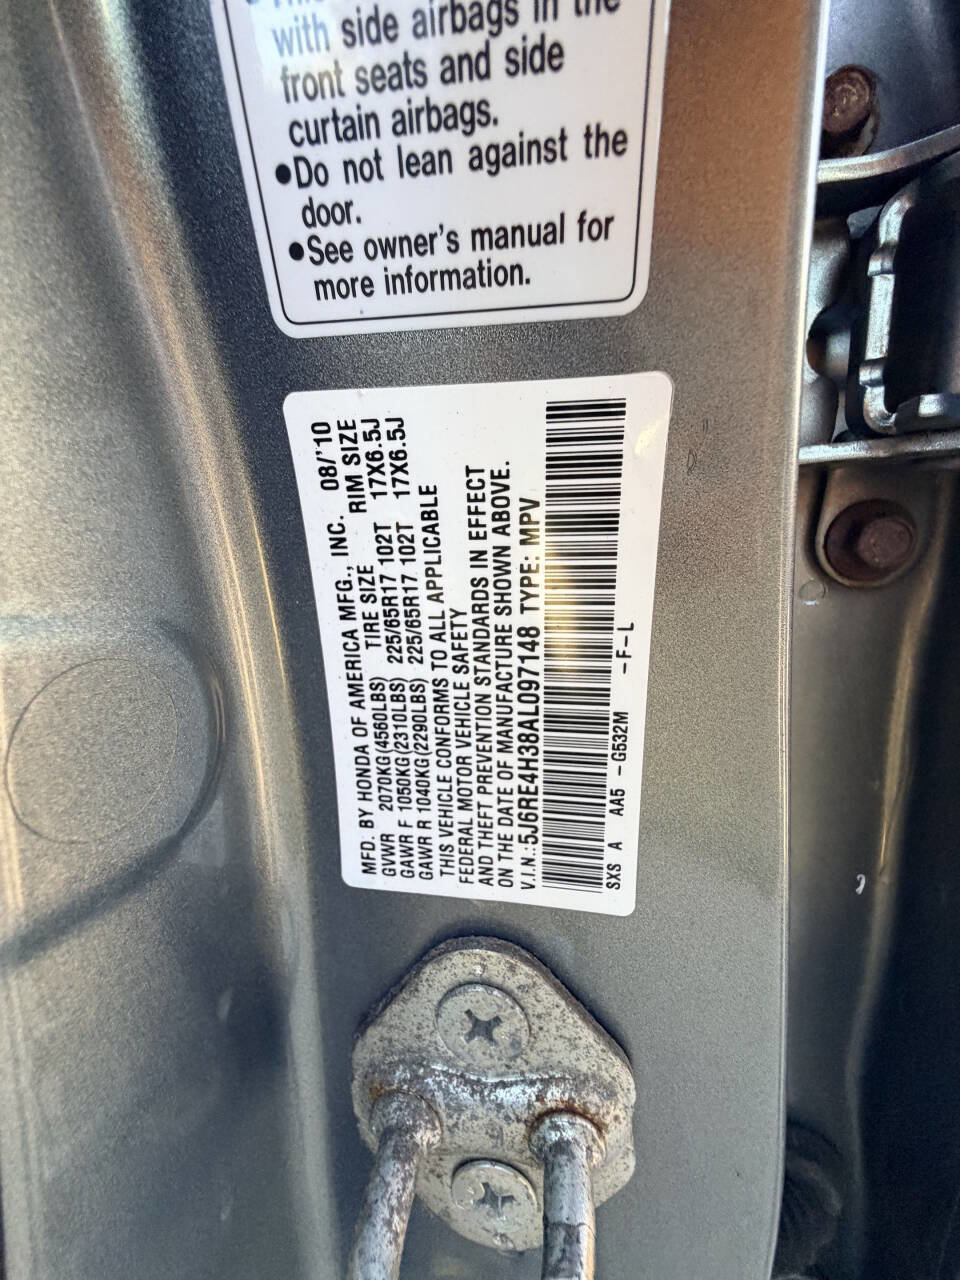 with side airbags in the
front seats and side
curtain airbags.
●Do not lean against the
door.
●See owner's manual for
more information.
MFD. BY HONDA OF AMERICA MFG., INC. 08/'10
TIRE SIZE RIM SIZE
GVWR 2070KG(4560LBS)
GAWR F 1050KG(2310LBS) 225/65R17 102T 17X6.5J
GAWR R 1040KG(2290LBS) 225/65R17 102T 17X6.5J
THIS VEHICLE CONFORMS TO ALL APPLICABLE
FEDERAL MOTOR VEHICLE SAFETY
AND THEFT PREVENTION STANDARDS IN EFFECT
ON THE DATE OF MANUFACTURE SHOWN ABOVE.
V.I.N.:5J6RE4H38AL097148 TYPE: MPV
SXS A AA5 -G532M -F-L